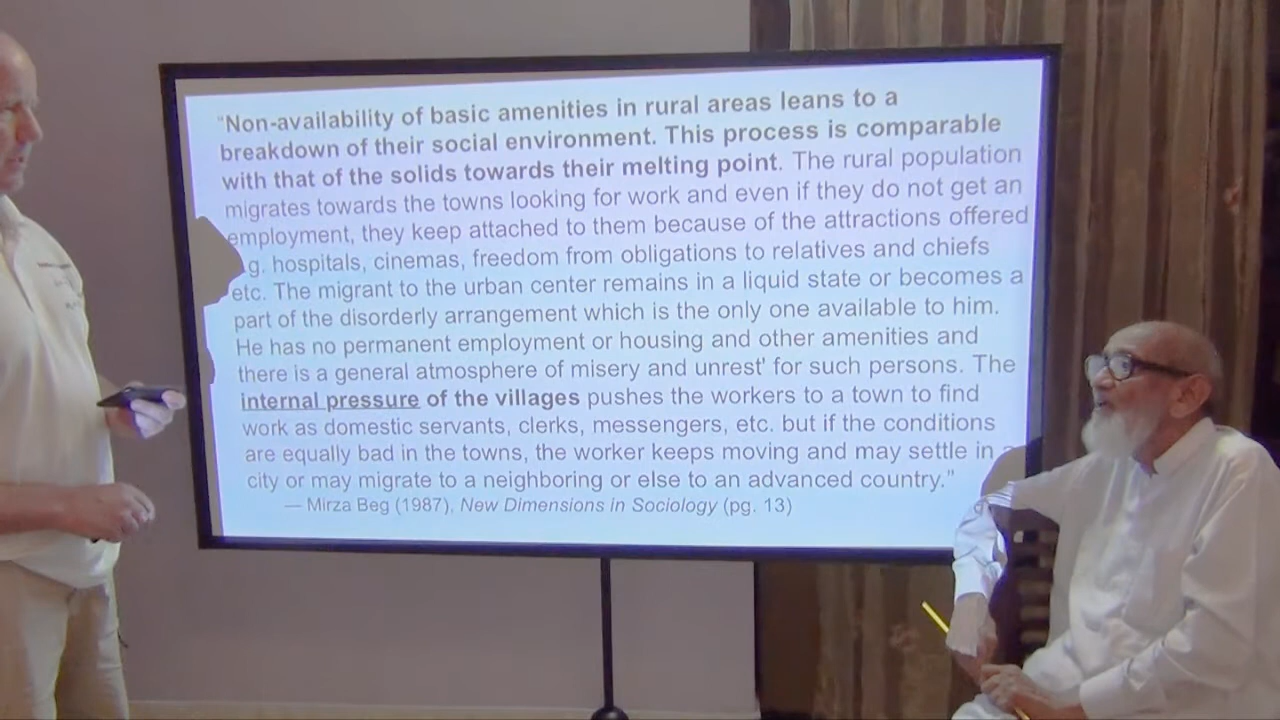 "Non-availability of basic amenities in rural areas leans to a
breakdown of their social environment. This process is comparable
with that of the solids towards their melting point. The rural population
migrates towards the towns looking for work and even if they do not get an
employment, they keep attached to them because of the attractions offered
g. hospitals, cinemas, freedom from obligations to relatives and chiefs
etc. The migrant to the urban center remains in a liquid state or becomes a
part of the disorderly arrangement which is the only one available to him.
He has no permanent employment or housing and other amenities and
there is a general atmosphere of misery and unrest' for such persons. The
internal pressure of the villages pushes the workers to a town to find
work as domestic servants, clerks, messengers, etc. but if the conditions
are equally bad in the towns, the worker keeps moving and may settle in
city or may migrate to a neighboring or else to an advanced country."
— Mirza Beg (1987), New Dimensions in Sociology (pg. 13)